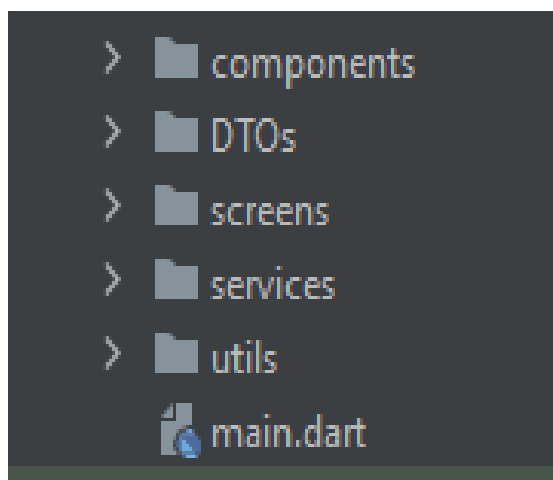 components
DTOs
screens
services
utils
main.dart